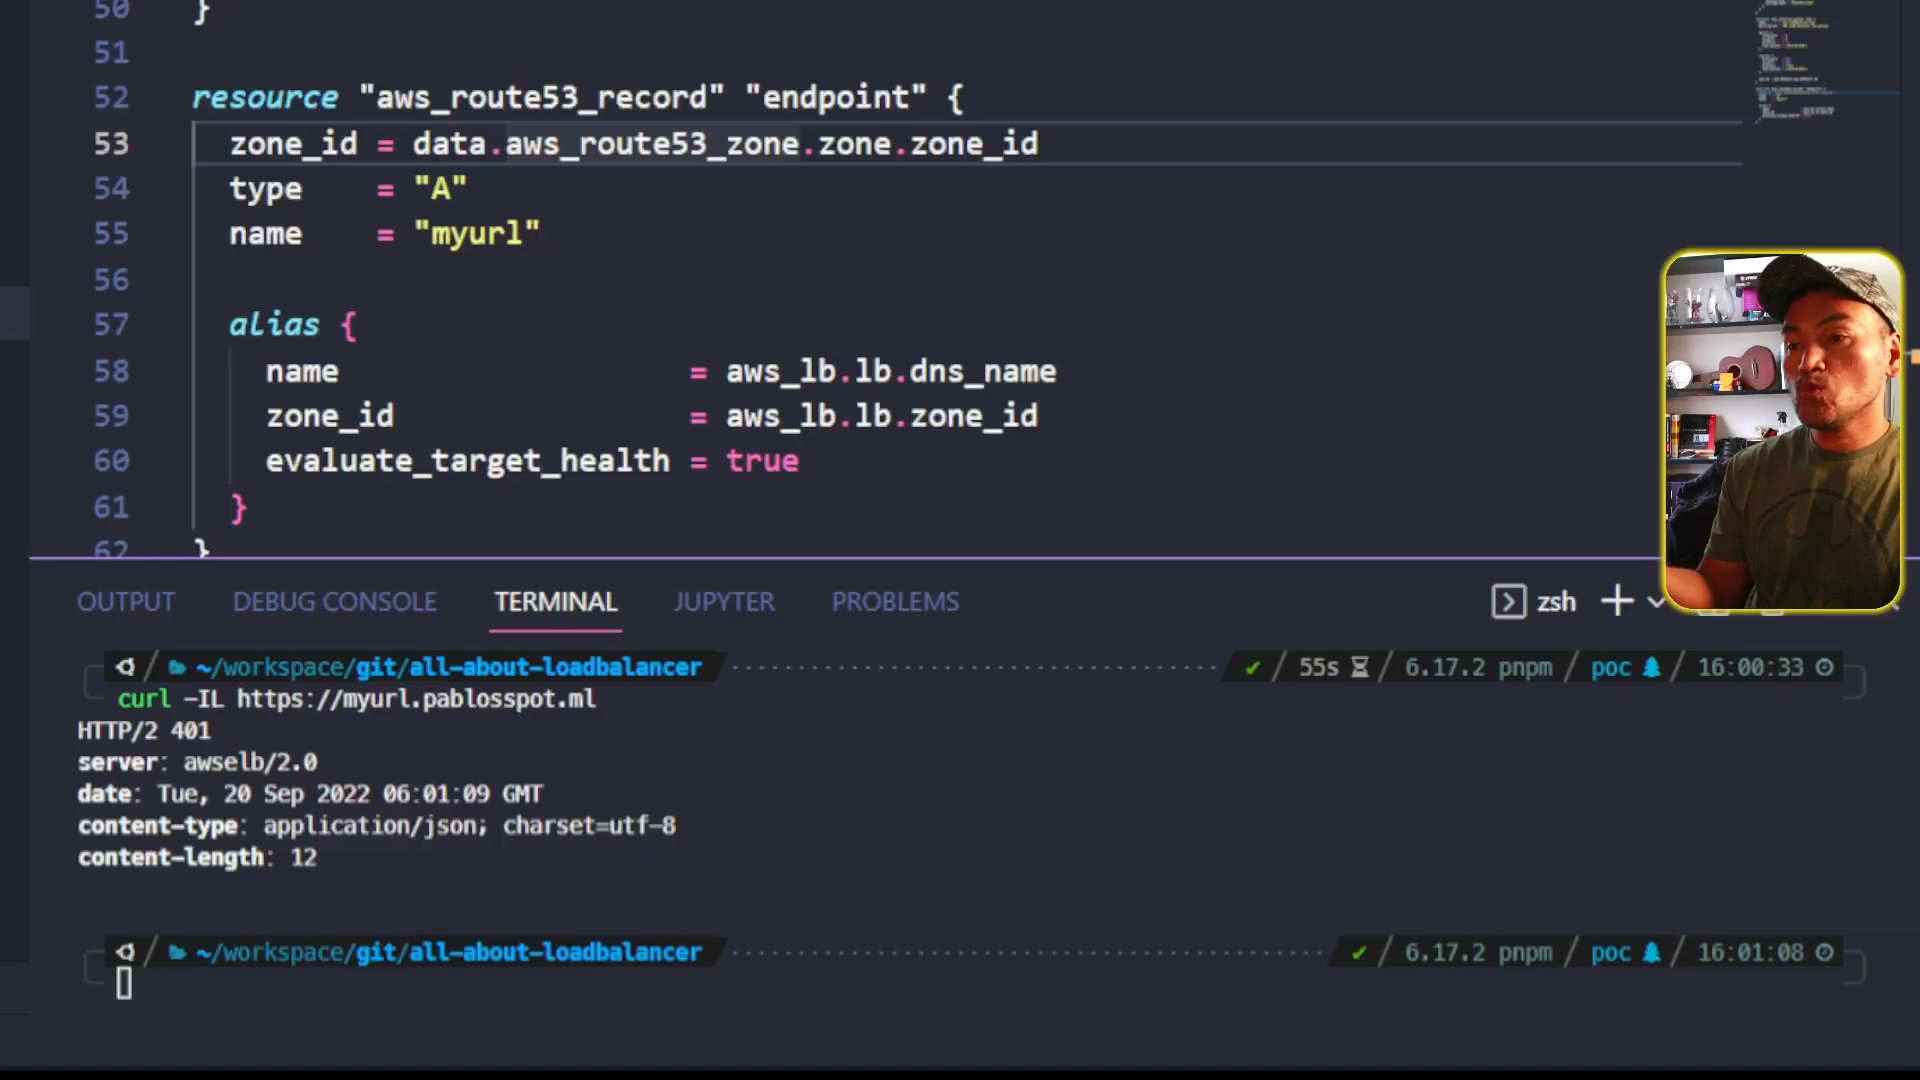 50 }
51
52 resource "aws_route53_record" "endpoint" {
53 zone_id = data.aws_route53_zone.zone.zone_id
54 type = "A"
55 name = "myurl"
56
57 alias {
58 name = aws_lb.lb.dns_name
59 zone_id = aws_lb.lb.zone_id
60 evaluate_target_health = true
61 }
62 }
OUTPUT DEBUG CONSOLE TERMINAL JUPYTER PROBLEMS zsh
~/workspace/git/all-about-loadbalancer ✔ / 55s / 6.17.2 pnpm / poc / 16:00:33
curl -IL https://myurl.pablosspot.ml
HTTP/2 401
server: awselb/2.0
date: Tue, 20 Sep 2022 06:01:09 GMT
content-type: application/json; charset=utf-8
content-length: 12
~/workspace/git/all-about-loadbalancer ✔ / 6.17.2 pnpm / poc / 16:01:08